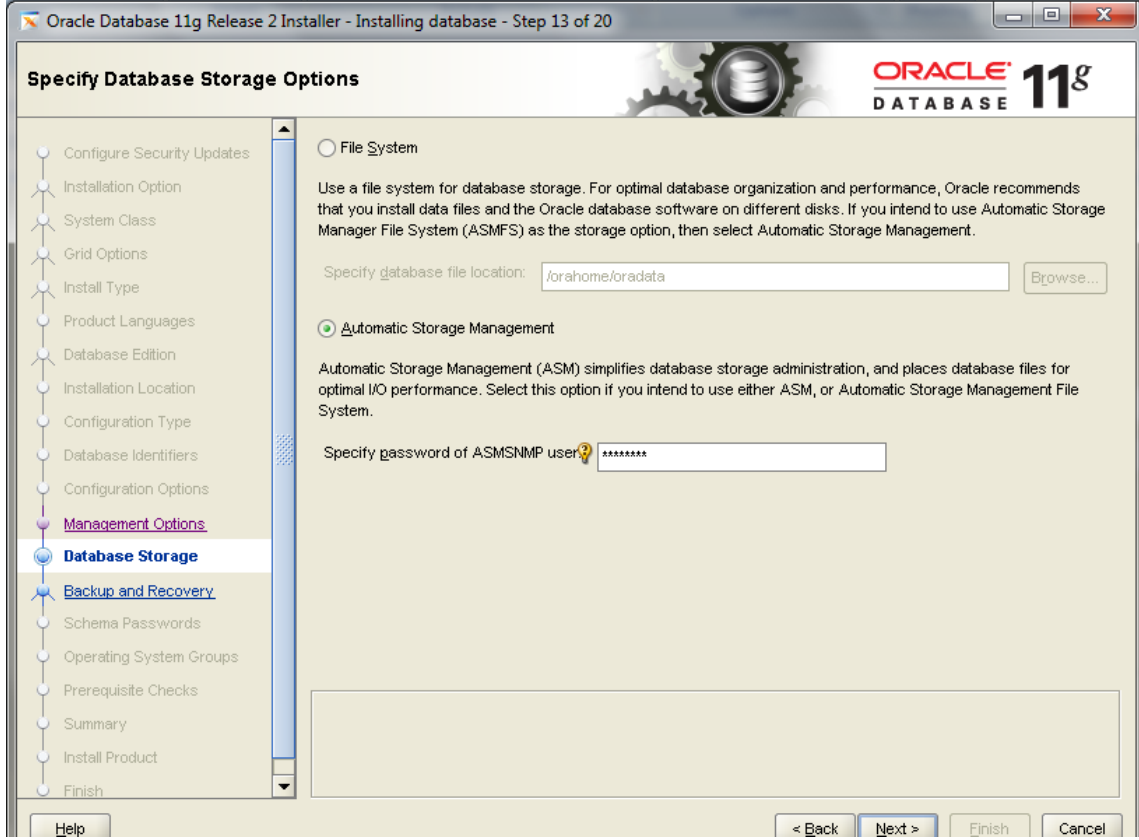 Oracle Database 11g Release 2 Installer - Installing database - Step 13 of 20
Specify Database Storage Options
ORACLE
DATABASE
11g
Configure Security Updates
Installation Option
System Class
Grid Options
Install Type
Product Languages
Database Edition
Installation Location
Configuration Type
Database Identifiers
Configuration Options
Management Options
Database Storage
Backup and Recovery
Schema Passwords
Operating System Groups
Prerequisite Checks
Summary
Install Product
Finish
File System
Use a file system for database storage. For optimal database organization and performance, Oracle recommends
that you install data files and the Oracle database software on different disks. If you intend to use Automatic Storage
Manager File System (ASMFS) as the storage option, then select Automatic Storage Management.
Specify database file location: /orahome/oradata Browse...
Automatic Storage Management
Automatic Storage Management (ASM) simplifies database storage administration, and places database files for
optimal I/O performance. Select this option if you intend to use either ASM, or Automatic Storage Management File
System.
Specify password of ASMSNMP user ********
Help < Back Next > Finish Cancel